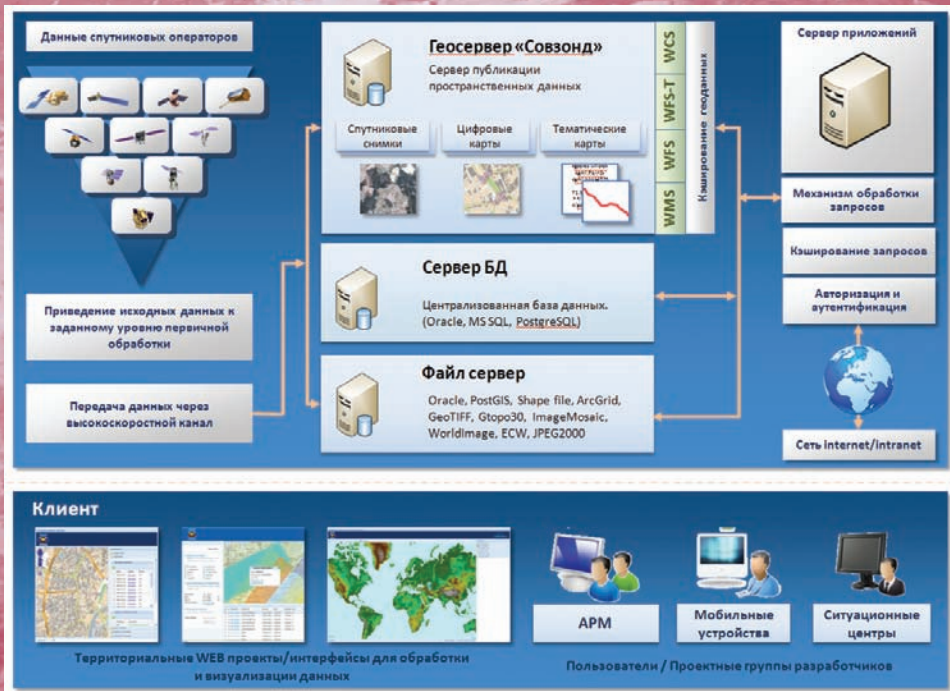 Данные спутниковых операторов
Приведение исходных данных к
заданному уровню первичной
обработки
Передача данных через
высокоскоростной канал
Геосервер «Совзонд»
Сервер публикации
пространственных данных
Спутниковые
снимки
Цифровые
карты
Тематические
карты
WMS
WFS
WFS-T
WCS
Кэширование геоданных
Сервер БД
Централизованная база данных.
(Oracle, MS SQL, PostgreSQL)
Файл сервер
Oracle, PostGIS, Shape file, ArcGrid,
GeoTIFF, Gtopo30, ImageMosaic,
WorldImage, ECW, JPEG2000
Сервер приложений
Механизм обработки
запросов
Кэширование запросов
Авторизация и
аутентификация
Сеть internet/intranet
Клиент
Территориальные WEB проекты/интерфейсы для обработки
и визуализации данных
АРМ
Мобильные
устройства
Ситуационные
центры
Пользователи / Проектные группы разработчиков